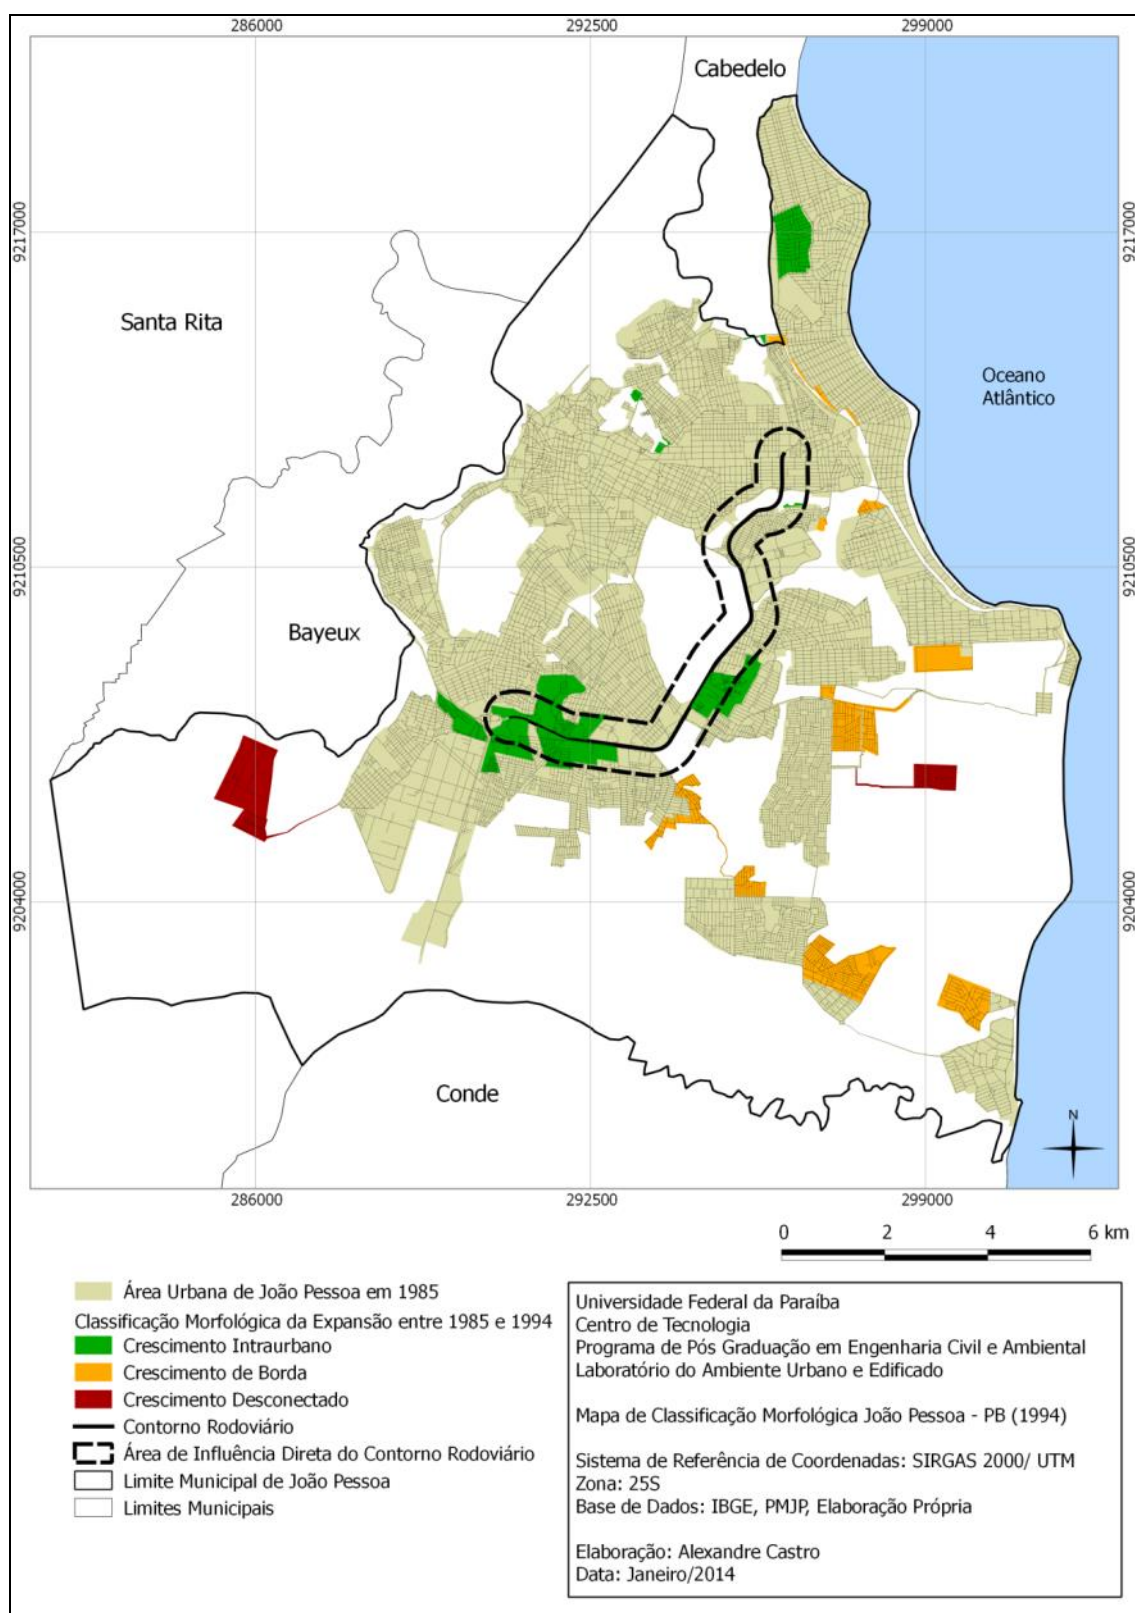 286000
292500
299000
Cabedelo
9217000
9217000
Santa Rita
Oceano
Atlântico
9210500
9210500
Bayeux
9204000
9204000
Conde
N
286000
292500
299000
0 2 4 6 km
Área Urbana de João Pessoa em 1985
Classificação Morfológica da Expansão entre 1985 e 1994
Crescimento Intraurbano
Crescimento de Borda
Crescimento Desconectado
Contorno Rodoviário
Área de Influência Direta do Contorno Rodoviário
Limite Municipal de João Pessoa
Limites Municipais
Universidade Federal da Paraíba
Centro de Tecnologia
Programa de Pós Graduação em Engenharia Civil e Ambiental
Laboratório do Ambiente Urbano e Edificado
Mapa de Classificação Morfológica João Pessoa - PB (1994)
Sistema de Referência de Coordenadas: SIRGAS 2000/ UTM
Zona: 25S
Base de Dados: IBGE, PMJP, Elaboração Própria
Elaboração: Alexandre Castro
Data: Janeiro/2014